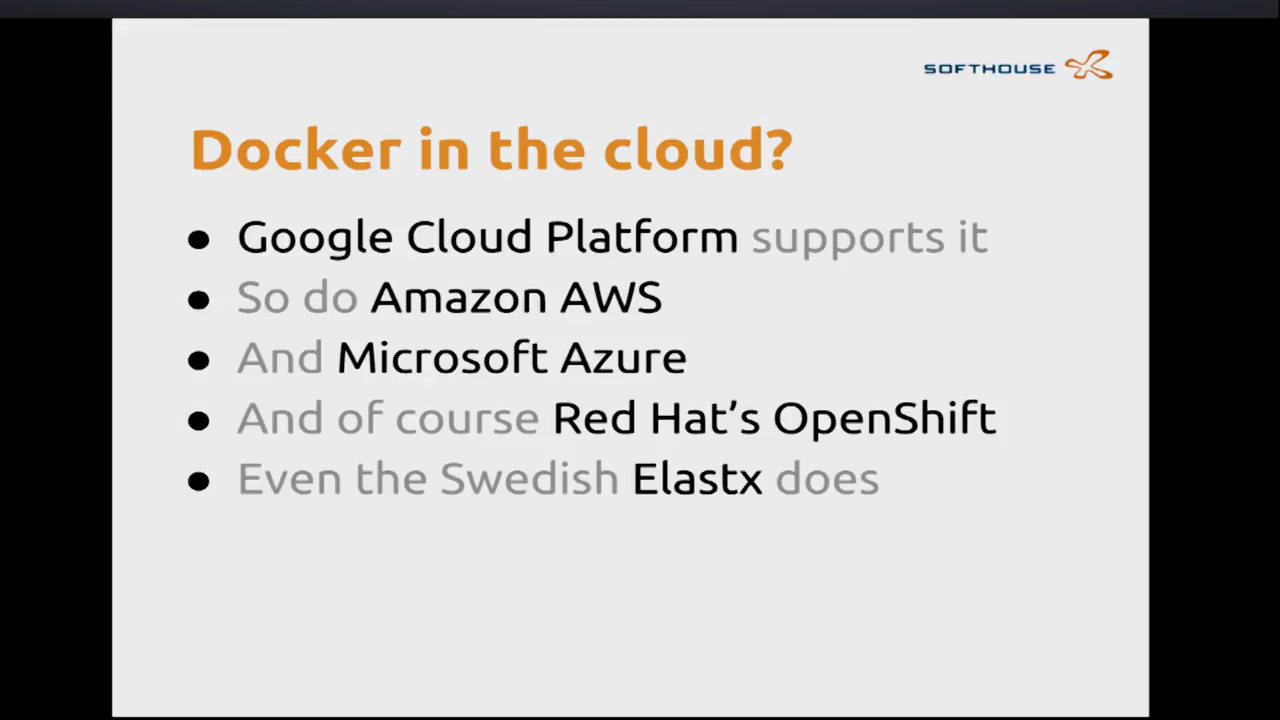 SOFTHOUSE
Docker in the cloud?
● Google Cloud Platform supports it
● So do Amazon AWS
● And Microsoft Azure
● And of course Red Hat’s OpenShift
● Even the Swedish Elastx does